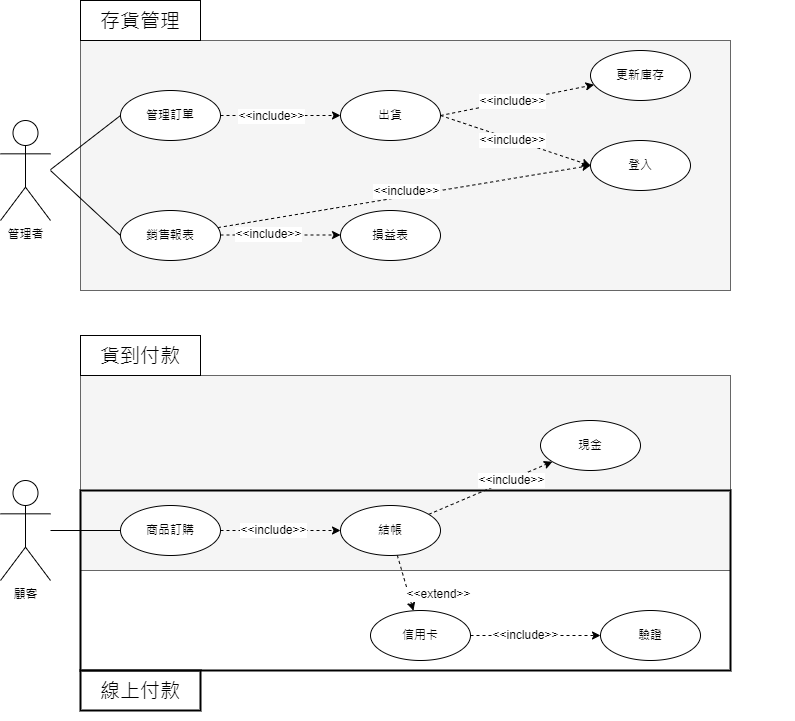 存貨管理
更新庫存
管理訂單
<<include>>
出貨
<<include>>
<<include>>
登入
<<include>>
管理者
銷售報表
<<include>>
損益表
貨到付款
現金
<<include>>
商品訂購
<<include>>
結帳
顧客
<<extend>>
信用卡
<<include>>
驗證
線上付款